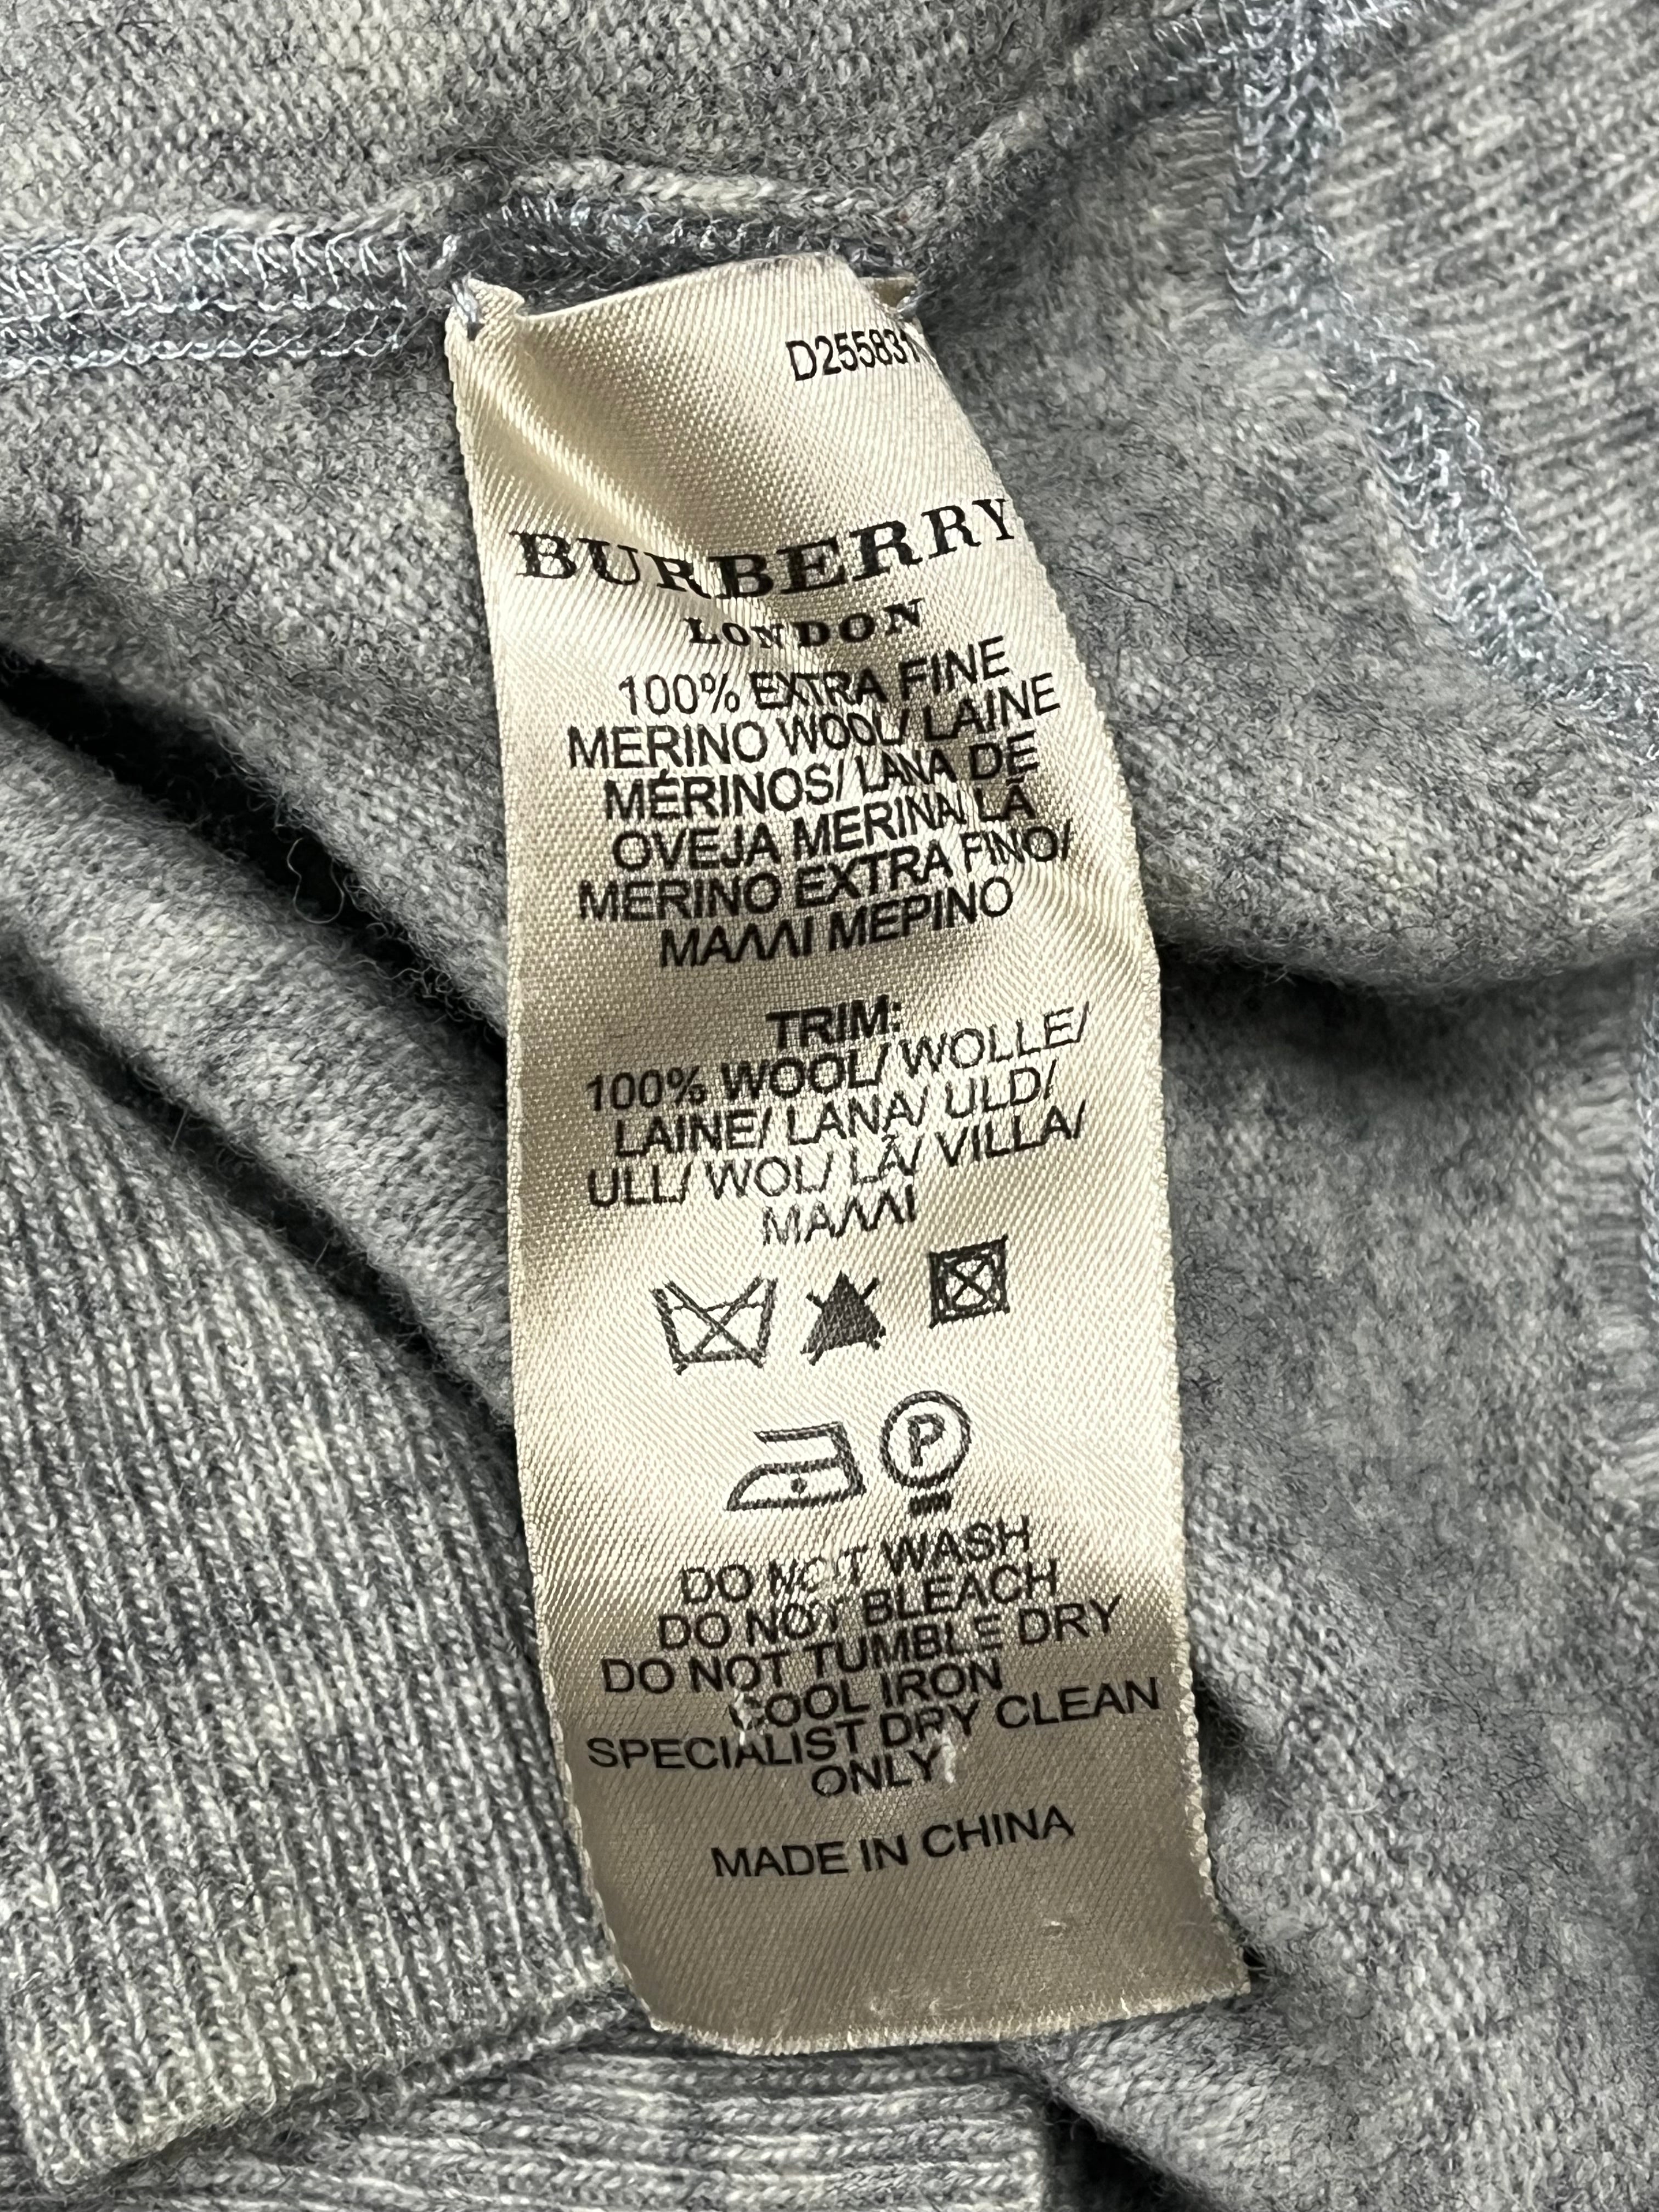 D255831
BURBERRY
LONDON
100% EXTRA FINE
MERINO WOOL/ LAINE
MÉRINOS/ LANA DE
OVEJA MERINA/ LÃ
MERINO EXTRA FINO/
ΜΑΛΛΙ ΜΕΡΙΝΟ
TRIM:
100% WOOL/ WOLLE/
LAINE/ LANA/ ULD/
ULL/ WOL/ LÃ/ VILLA/
ΜΑΛΛΙ
P
DO NOT WASH
DO NOT BLEACH
DO NOT TUMBLE DRY
COOL IRON
SPECIALIST DRY CLEAN
ONLY
MADE IN CHINA